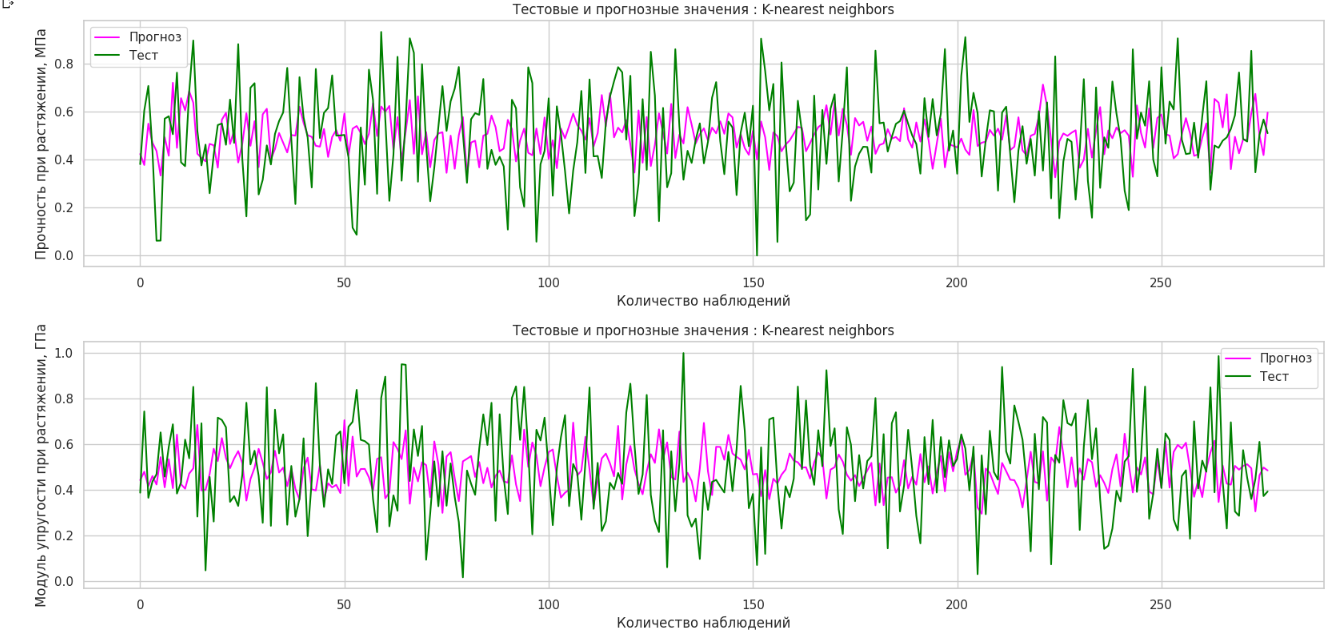 Тестовые и прогнозные значения : K-nearest neighbors
Прогноз
Тест
Прочность при растяжении, МПа
0.8
0.6
0.4
0.2
0.0
0 50 100 150 200 250
Количество наблюдений
Тестовые и прогнозные значения : K-nearest neighbors
Прогноз
Тест
Модуль упругости при растяжении, ГПа
1.0
0.8
0.6
0.4
0.2
0.0
0 50 100 150 200 250
Количество наблюдений